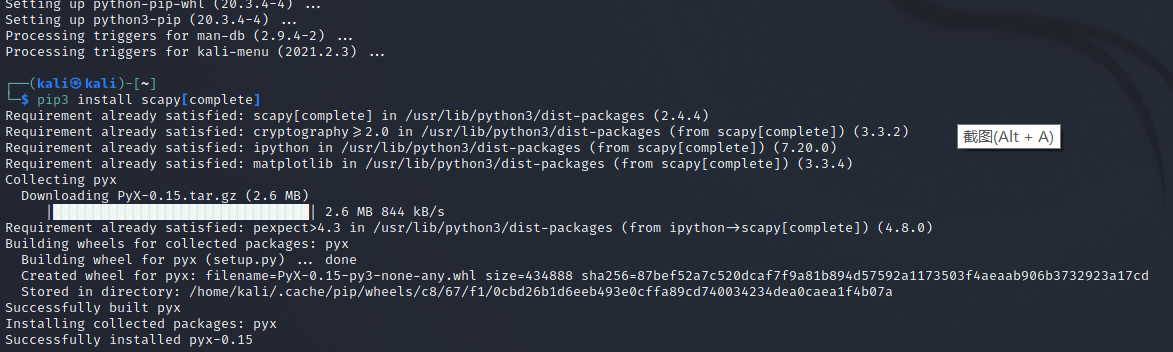 Setting up python-pip-whl (20.3.4-4) ...
Setting up python3-pip (20.3.4-4) ...
Processing triggers for man-db (2.9.4-2) ...
Processing triggers for kali-menu (2021.2.3) ...
┌──(kali㉿kali)-[~]
└─$ pip3 install scapy[complete]
Requirement already satisfied: scapy[complete] in /usr/lib/python3/dist-packages (2.4.4)
Requirement already satisfied: cryptography≥2.0 in /usr/lib/python3/dist-packages (from scapy[complete]) (3.3.2)
Requirement already satisfied: ipython in /usr/lib/python3/dist-packages (from scapy[complete]) (7.20.0)
截图(Alt + A)
Requirement already satisfied: matplotlib in /usr/lib/python3/dist-packages (from scapy[complete]) (3.3.4)
Collecting pyx
Downloading PyX-0.15.tar.gz (2.6 MB)
|████████████████████████████████| 2.6 MB 844 kB/s
Requirement already satisfied: pexpect>4.3 in /usr/lib/python3/dist-packages (from ipython→scapy[complete]) (4.8.0)
Building wheels for collected packages: pyx
Building wheel for pyx (setup.py) ... done
Created wheel for pyx: filename=PyX-0.15-py3-none-any.whl size=434888 sha256=87bef52a7c520dcaf7f9a81b894d57592a1173503f4aeaab906b3732923a17cd
Stored in directory: /home/kali/.cache/pip/wheels/c8/67/f1/0cbd26b1d6eeb493e0cffa89cd740034234dea0caea1f4b07a
Successfully built pyx
Installing collected packages: pyx
Successfully installed pyx-0.15